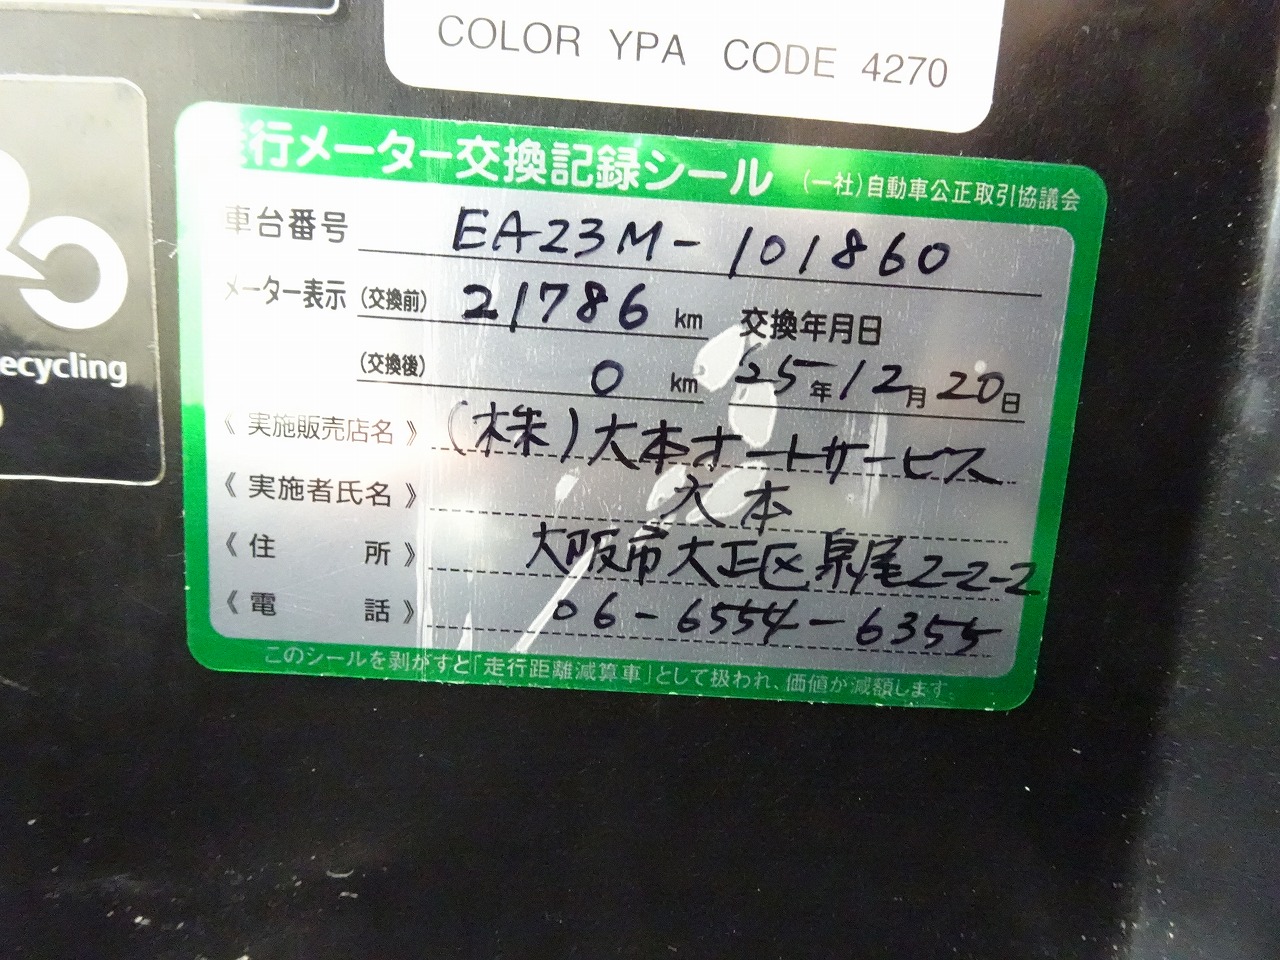 COLOR YPA CODE 4270
ecycling
走行メーター交換記録シール (一社)自動車公正取引協議会
車台番号 EA23M-101860
メーター表示 (交換前) 21786 km 交換年月日
(交換後) 0 km 25年12月20日
《実施販売店名》 (株)大本オートサービス
《実施者氏名》 大本
《住所》 大阪市大正区泉尾2-2-2
《電話》 06-6554-6355
このシールを剥がすと「走行距離減算車」として扱われ、価値が減額します。